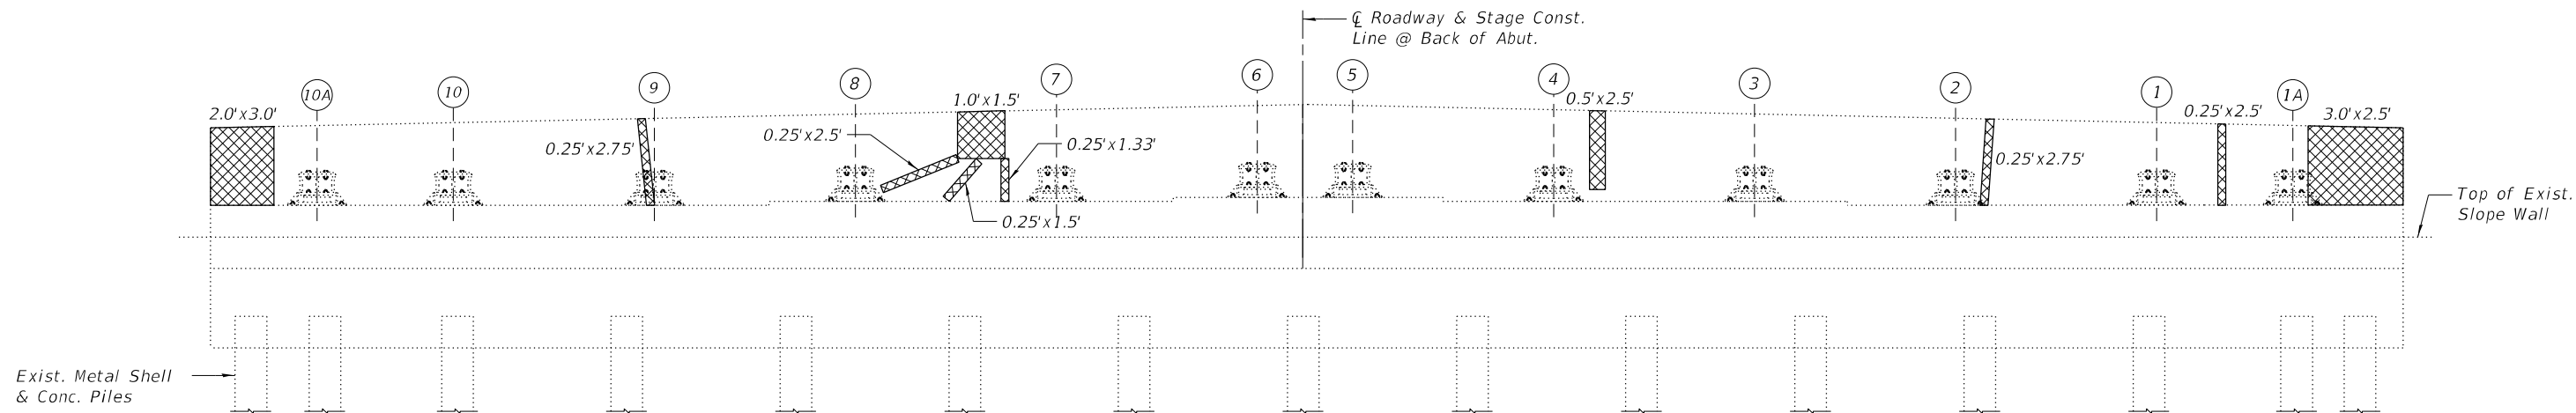 ℄ Roadway & Stage Const.
Line @ Back of Abut.
10A
10
9
8
7
6
5
4
3
2
1
1A
2.0'x3.0'
0.25'x2.75'
0.25'x2.5'
1.0'x1.5'
0.25'x1.33'
0.25'x1.5'
0.5'x2.5'
0.25'x2.75'
0.25'x2.5'
3.0'x2.5'
Top of Exist.
Slope Wall
Exist. Metal Shell
& Conc. Piles